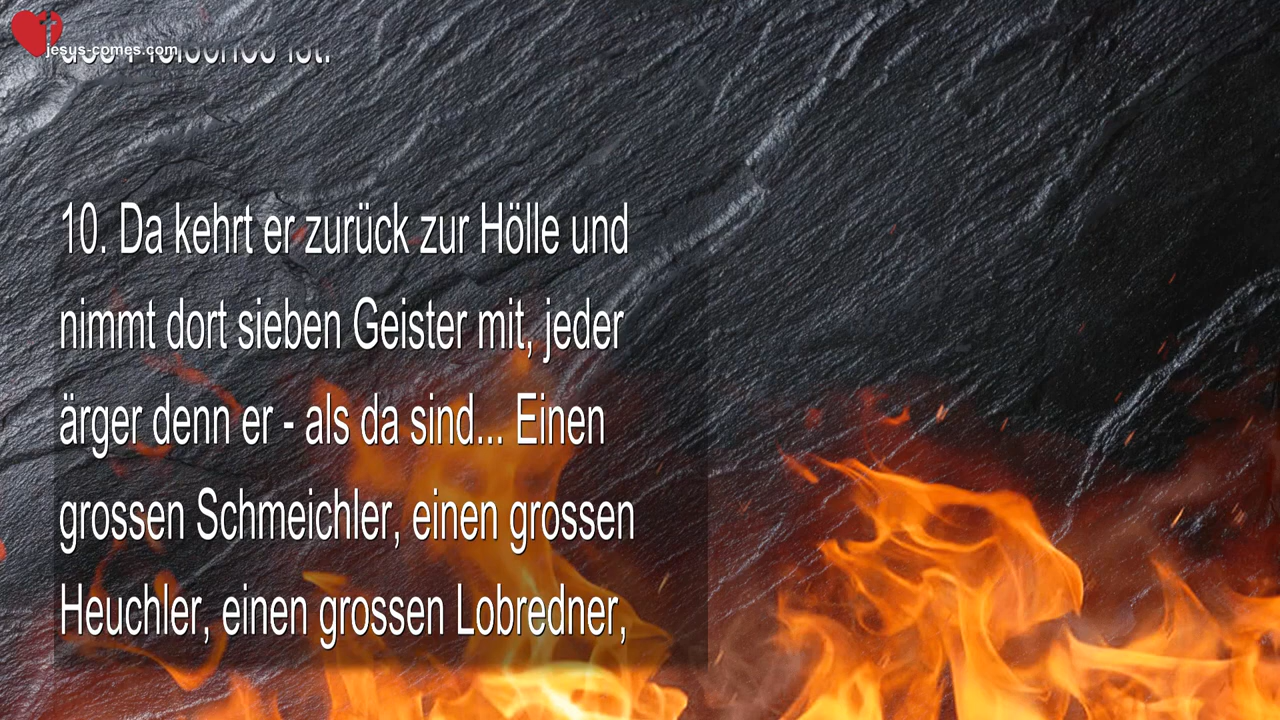 jesus-comes.com
ist.
10. Da kehrt er zurück zur Hölle und
nimmt dort sieben Geister mit, jeder
ärger denn er - als da sind... Einen
grossen Schmeichler, einen grossen
Heuchler, einen grossen Lobredner,